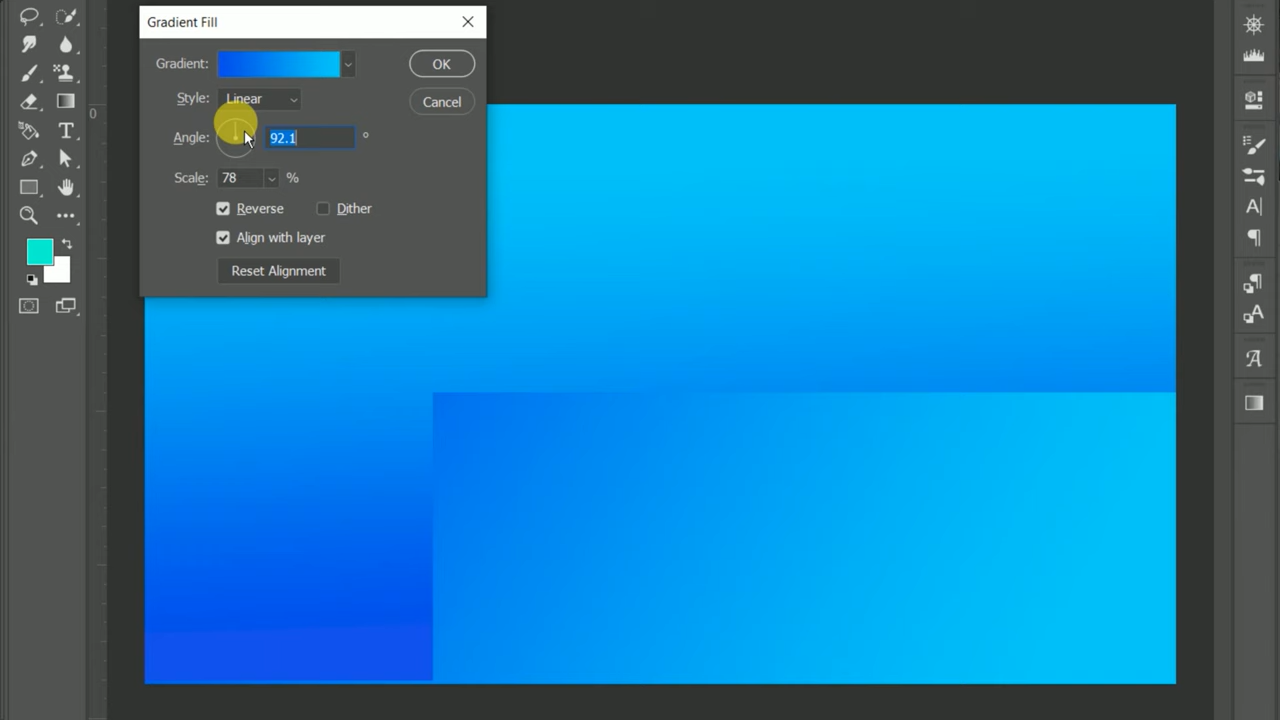 Gradient Fill
Gradient:
OK
Style: Linear
Cancel
Angle: 92.1 °
Scale: 78 %
Reverse Dither
Align with layer
Reset Alignment
0